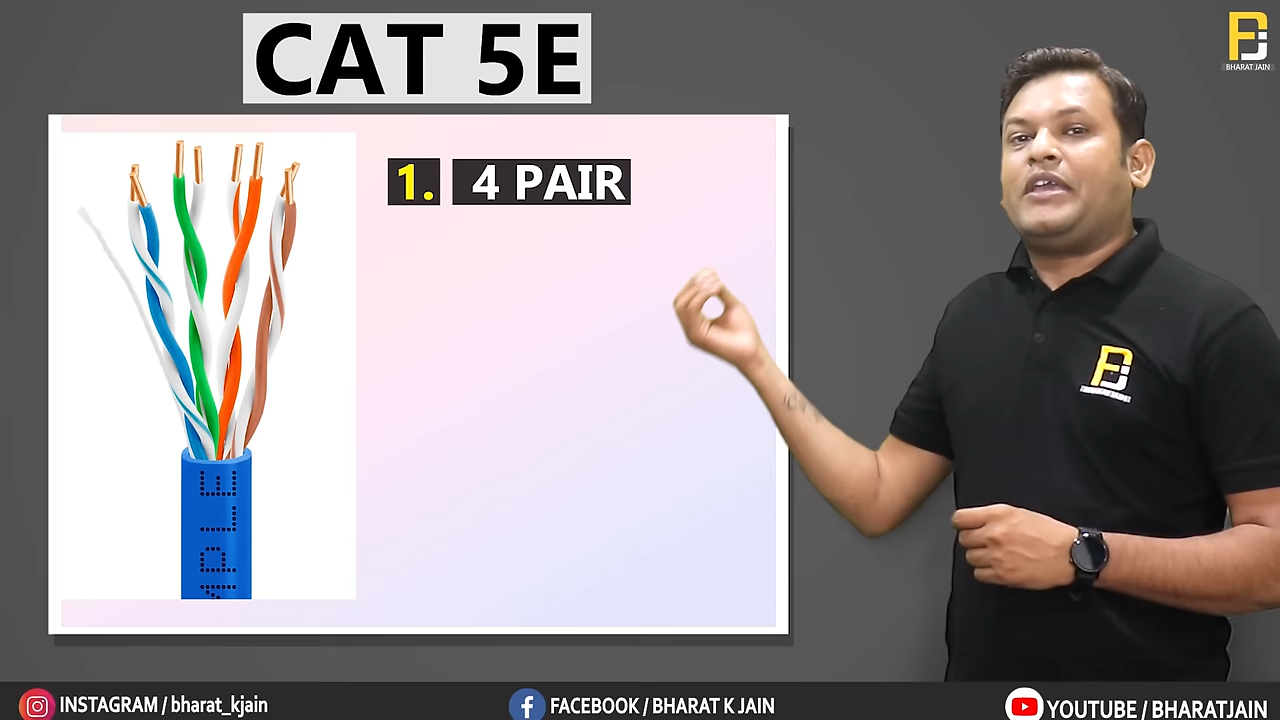 CAT 5E
BHARAT JAIN
1. 4 PAIR
INSTAGRAM / bharat_kjain
FACEBOOK / BHARAT K JAIN
YOUTUBE / BHARATJAIN